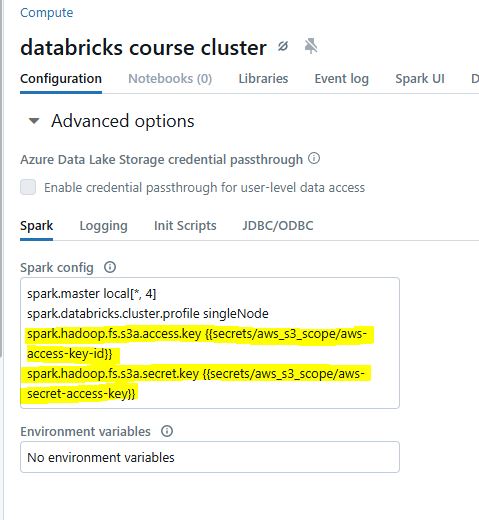 Compute
databricks course cluster
Configuration Notebooks (0) Libraries Event log Spark UI D
Advanced options
Azure Data Lake Storage credential passthrough
Enable credential passthrough for user-level data access
Spark Logging Init Scripts JDBC/ODBC
Spark config
spark.master local[*, 4]
spark.databricks.cluster.profile singleNode
spark.hadoop.fs.s3a.access.key {{secrets/aws_s3_scope/aws-
access-key-id}}
spark.hadoop.fs.s3a.secret.key {{secrets/aws_s3_scope/aws-
secret-access-key}}
Environment variables
No environment variables